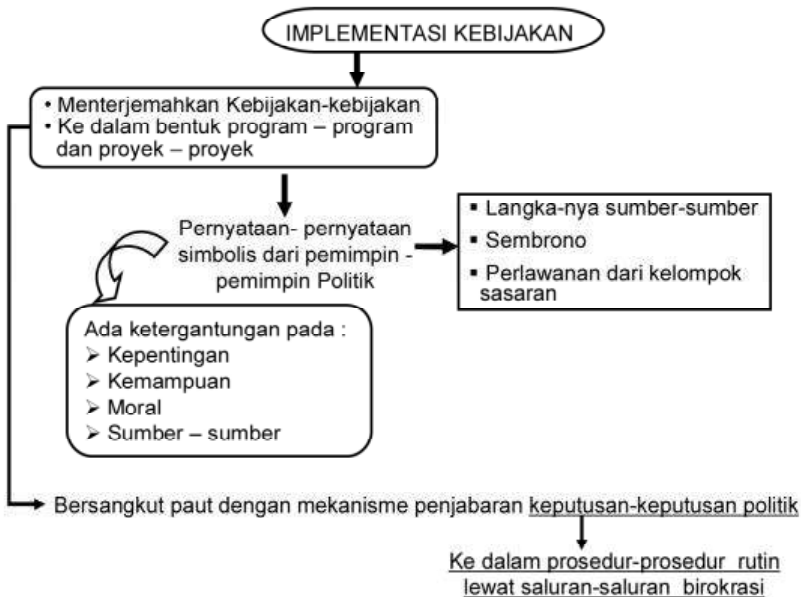 IMPLEMENTASI KEBIJAKAN
• Menterjemahkan Kebijakan-kebijakan
• Ke dalam bentuk program – program
dan proyek – proyek
Pernyataan- pernyataan
simbolis dari pemimpin -
pemimpin Politik
▪ Langka-nya sumber-sumber
▪ Sembrono
▪ Perlawanan dari kelompok
sasaran
Ada ketergantungan pada :
➢ Kepentingan
➢ Kemampuan
➢ Moral
➢ Sumber – sumber
Bersangkut paut dengan mekanisme penjabaran keputusan-keputusan politik
Ke dalam prosedur-prosedur rutin
lewat saluran-saluran birokrasi